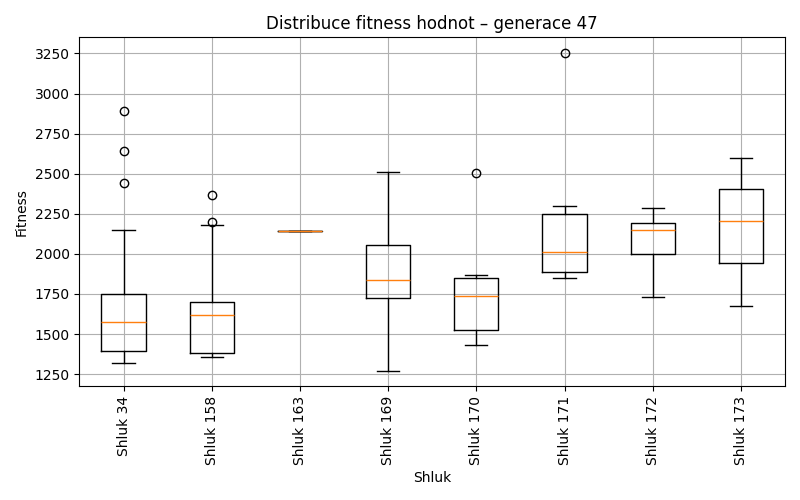 Distribuce fitness hodnot – generace 47
Fitness
3250
3000
2750
2500
2250
2000
1750
1500
1250
Shluk 34
Shluk 158
Shluk 163
Shluk 169
Shluk 170
Shluk 171
Shluk 172
Shluk 173
Shluk